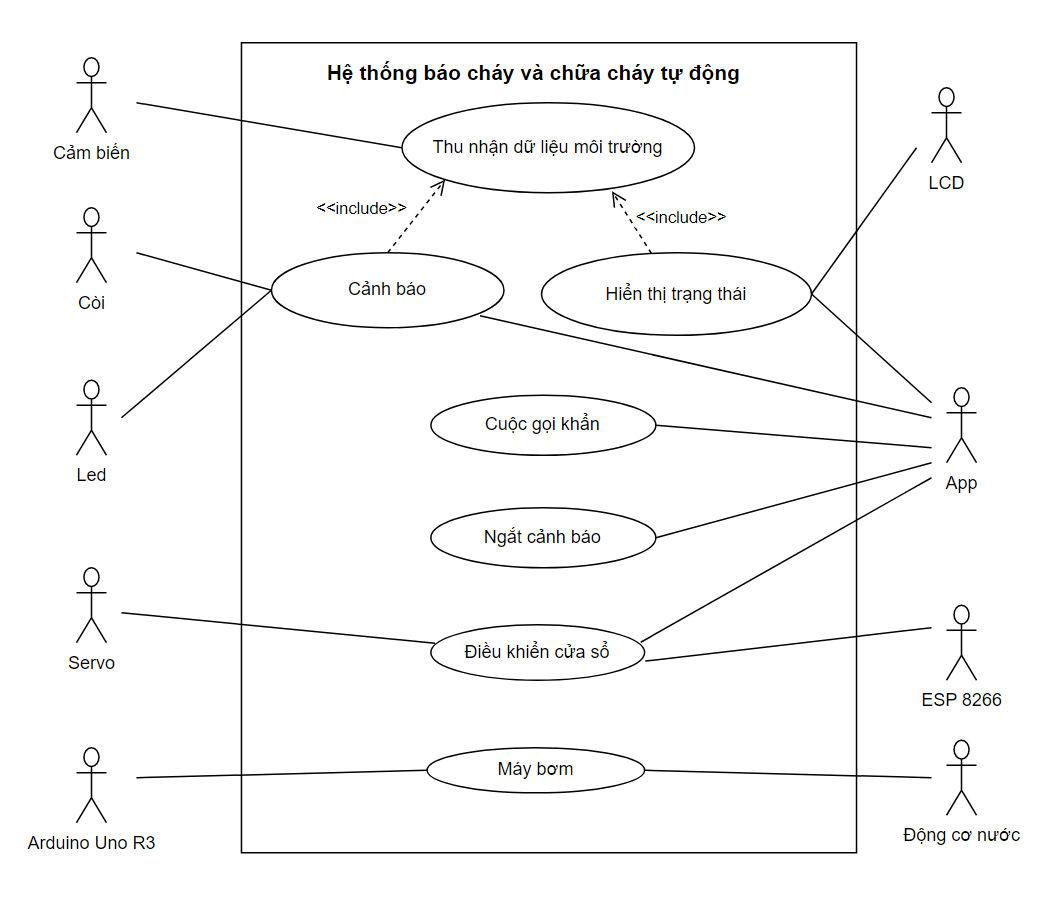 Hệ thống báo cháy và chữa cháy tự động
Cảm biến
Thu nhận dữ liệu môi trường
LCD
<<include>>
<<include>>
Còi
Cảnh báo
Hiển thị trạng thái
Led
Cuộc gọi khẩn
App
Ngắt cảnh báo
Servo
Điều khiển cửa sổ
ESP 8266
Máy bơm
Arduino Uno R3
Động cơ nước